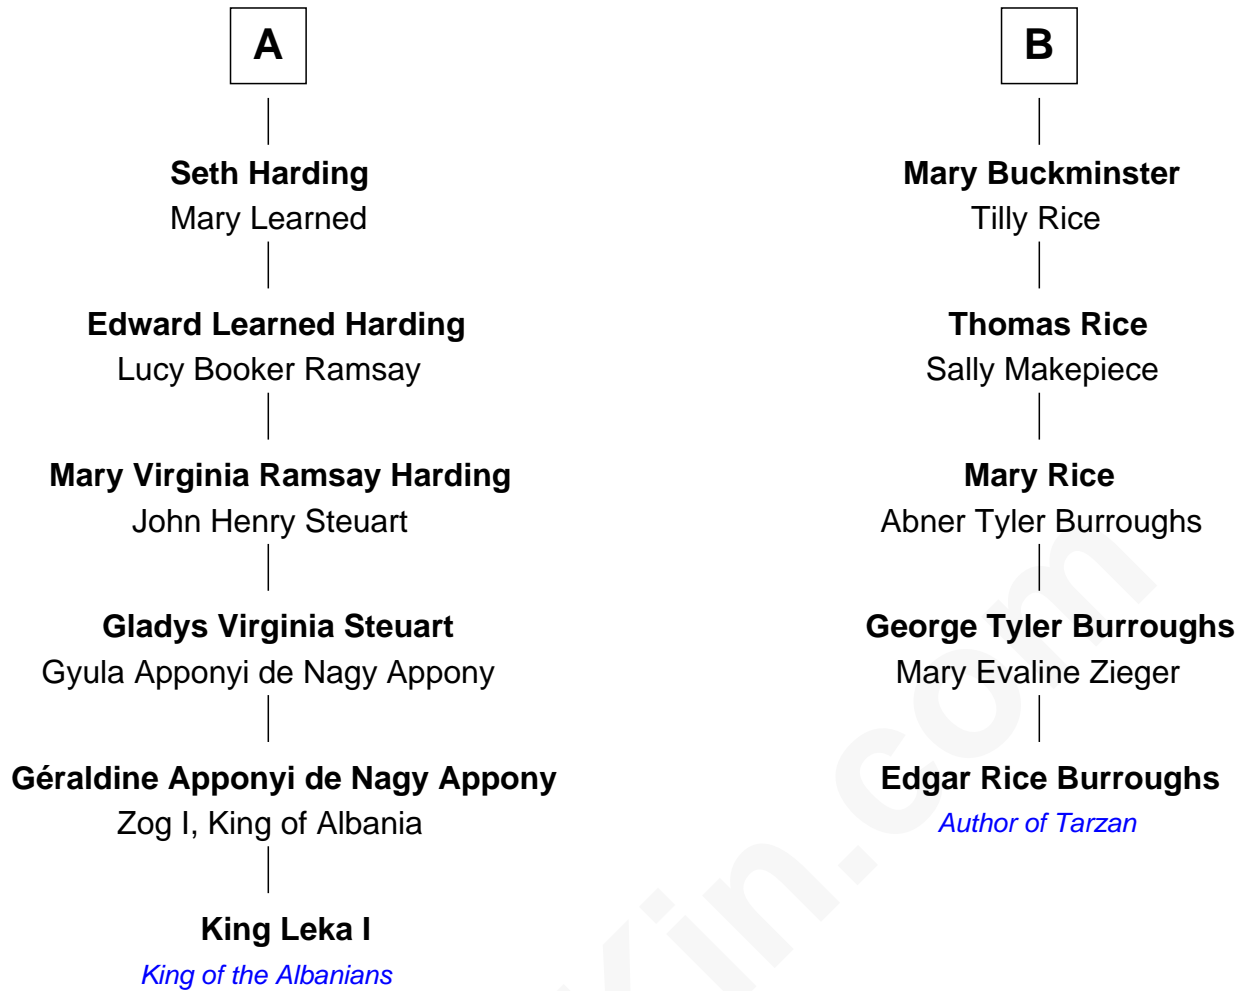 A
Seth Harding
Mary Learned
Edward Learned Harding
Lucy Booker Ramsay
Mary Virginia Ramsay Harding
John Henry Steuart
Gladys Virginia Steuart
Gyula Apponyi de Nagy Appony
Géraldine Apponyi de Nagy Appony
Zog I, King of Albania
King Leka I
King of the Albanians
B
Mary Buckminster
Tilly Rice
Thomas Rice
Sally Makepiece
Mary Rice
Abner Tyler Burroughs
George Tyler Burroughs
Mary Evaline Zieger
Edgar Rice Burroughs
Author of Tarzan
Kin.com